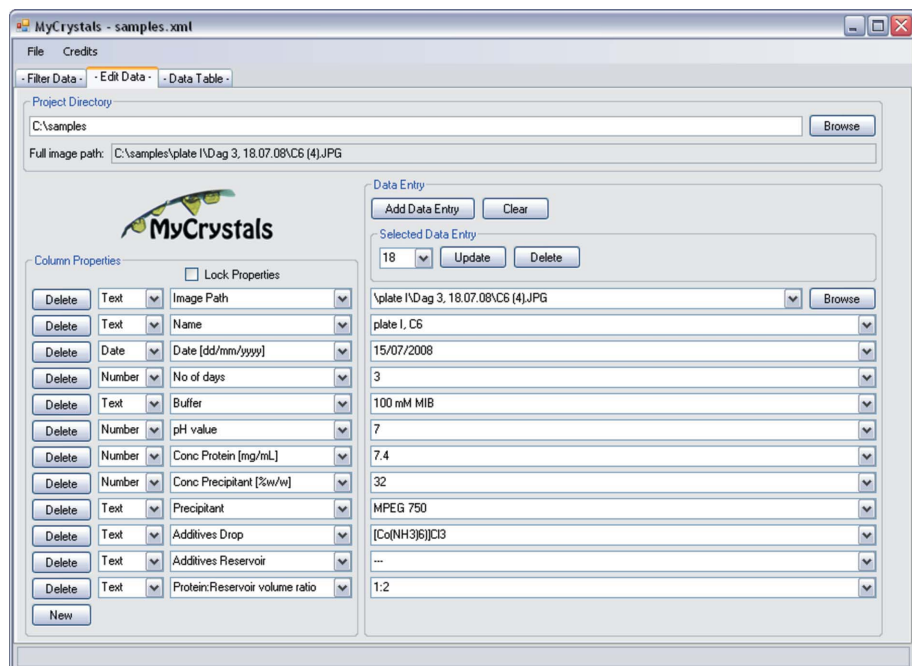 MyCrystals - samples.xml
File Credits
- Filter Data - - Edit Data - - Data Table -
Project Directory
C:\samples Browse
Full image path: C:\samples\plate I\Dag 3, 18.07.08\C6 (4).JPG
MyCrystals
Data Entry
Add Data Entry Clear
Selected Data Entry
18 Update Delete
Column Properties
Lock Properties
Delete Text Image Path \plate I\Dag 3, 18.07.08\C6 (4).JPG Browse
Delete Text Name plate I, C6
Delete Date Date [dd/mm/yyyy] 15/07/2008
Delete Number No of days 3
Delete Text Buffer 100 mM MIB
Delete Number pH value 7
Delete Number Conc Protein [mg/mL] 7.4
Delete Number Conc Precipitant [%w/w] 32
Delete Text Precipitant MPEG 750
Delete Text Additives Drop [Co(NH3)6)]Cl3
Delete Text Additives Reservoir ---
Delete Text Protein:Reservoir volume ratio 1:2
New